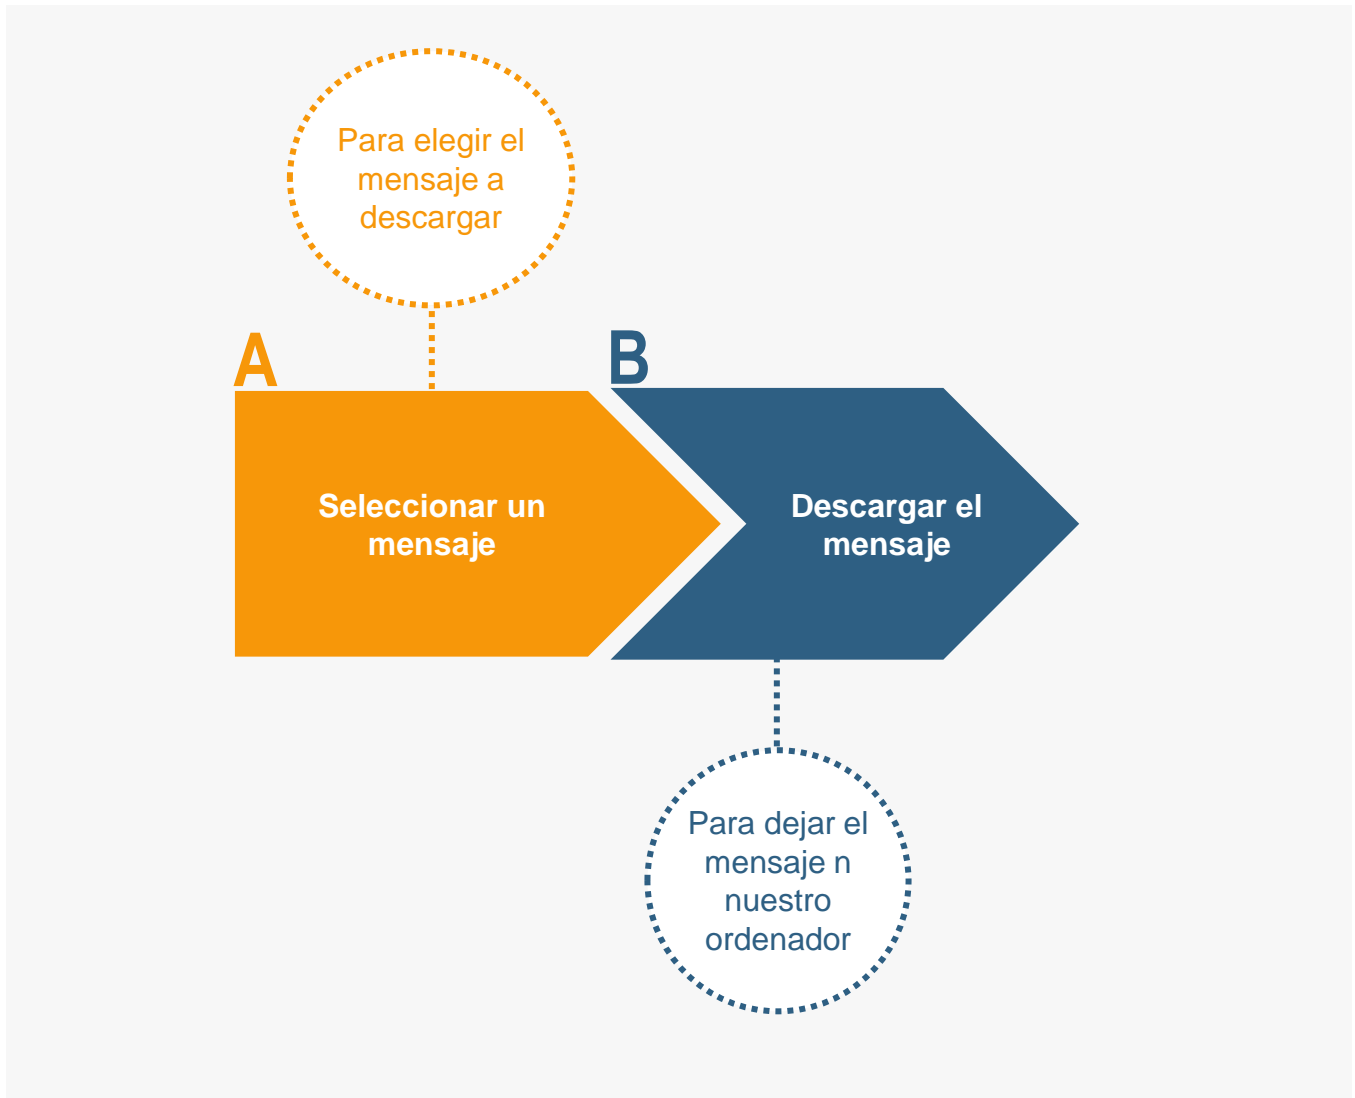 Para elegir el
mensaje a
descargar
A
B
Seleccionar un
mensaje
Descargar el
mensaje
Para dejar el
mensaje n
nuestro
ordenador